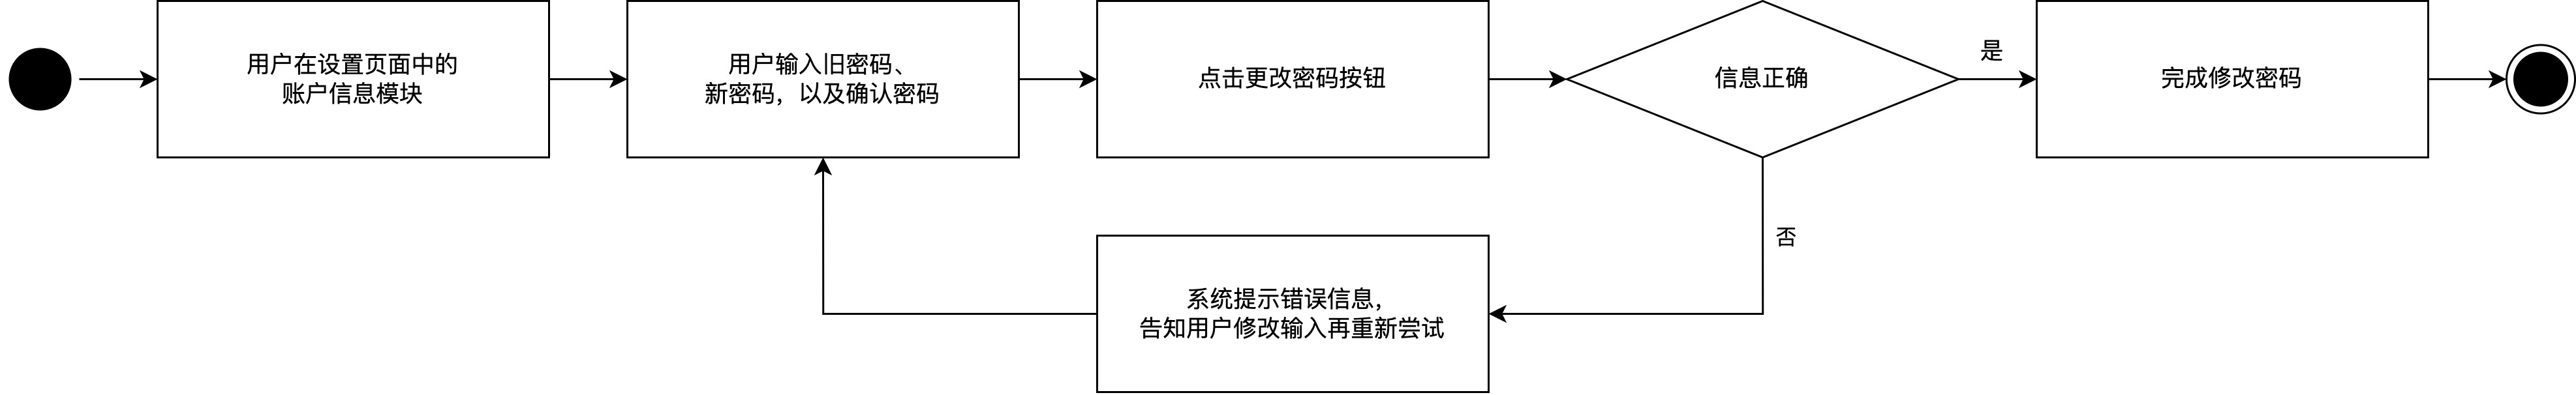 用户在设置页面中的
账户信息模块
用户输入旧密码、
新密码，以及确认密码
点击更改密码按钮
信息正确
是
完成修改密码
否
系统提示错误信息，
告知用户修改输入再重新尝试